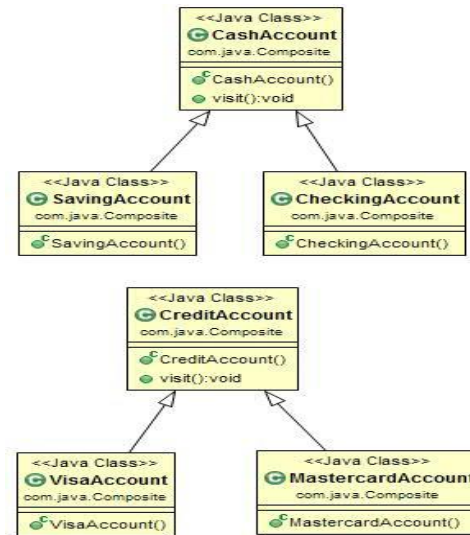 <<Java Class>>
CashAccount
com.java.Composite
CashAccount()
visit():void
<<Java Class>>
SavingAccount
com.java.Composite
SavingAccount()
<<Java Class>>
CheckingAccount
com.java.Composite
CheckingAccount()
<<Java Class>>
CreditAccount
com.java.Composite
CreditAccount()
visit():void
<<Java Class>>
VisaAccount
com.java.Composite
VisaAccount()
<<Java Class>>
MastercardAccount
com.java.Composite
MastercardAccount()